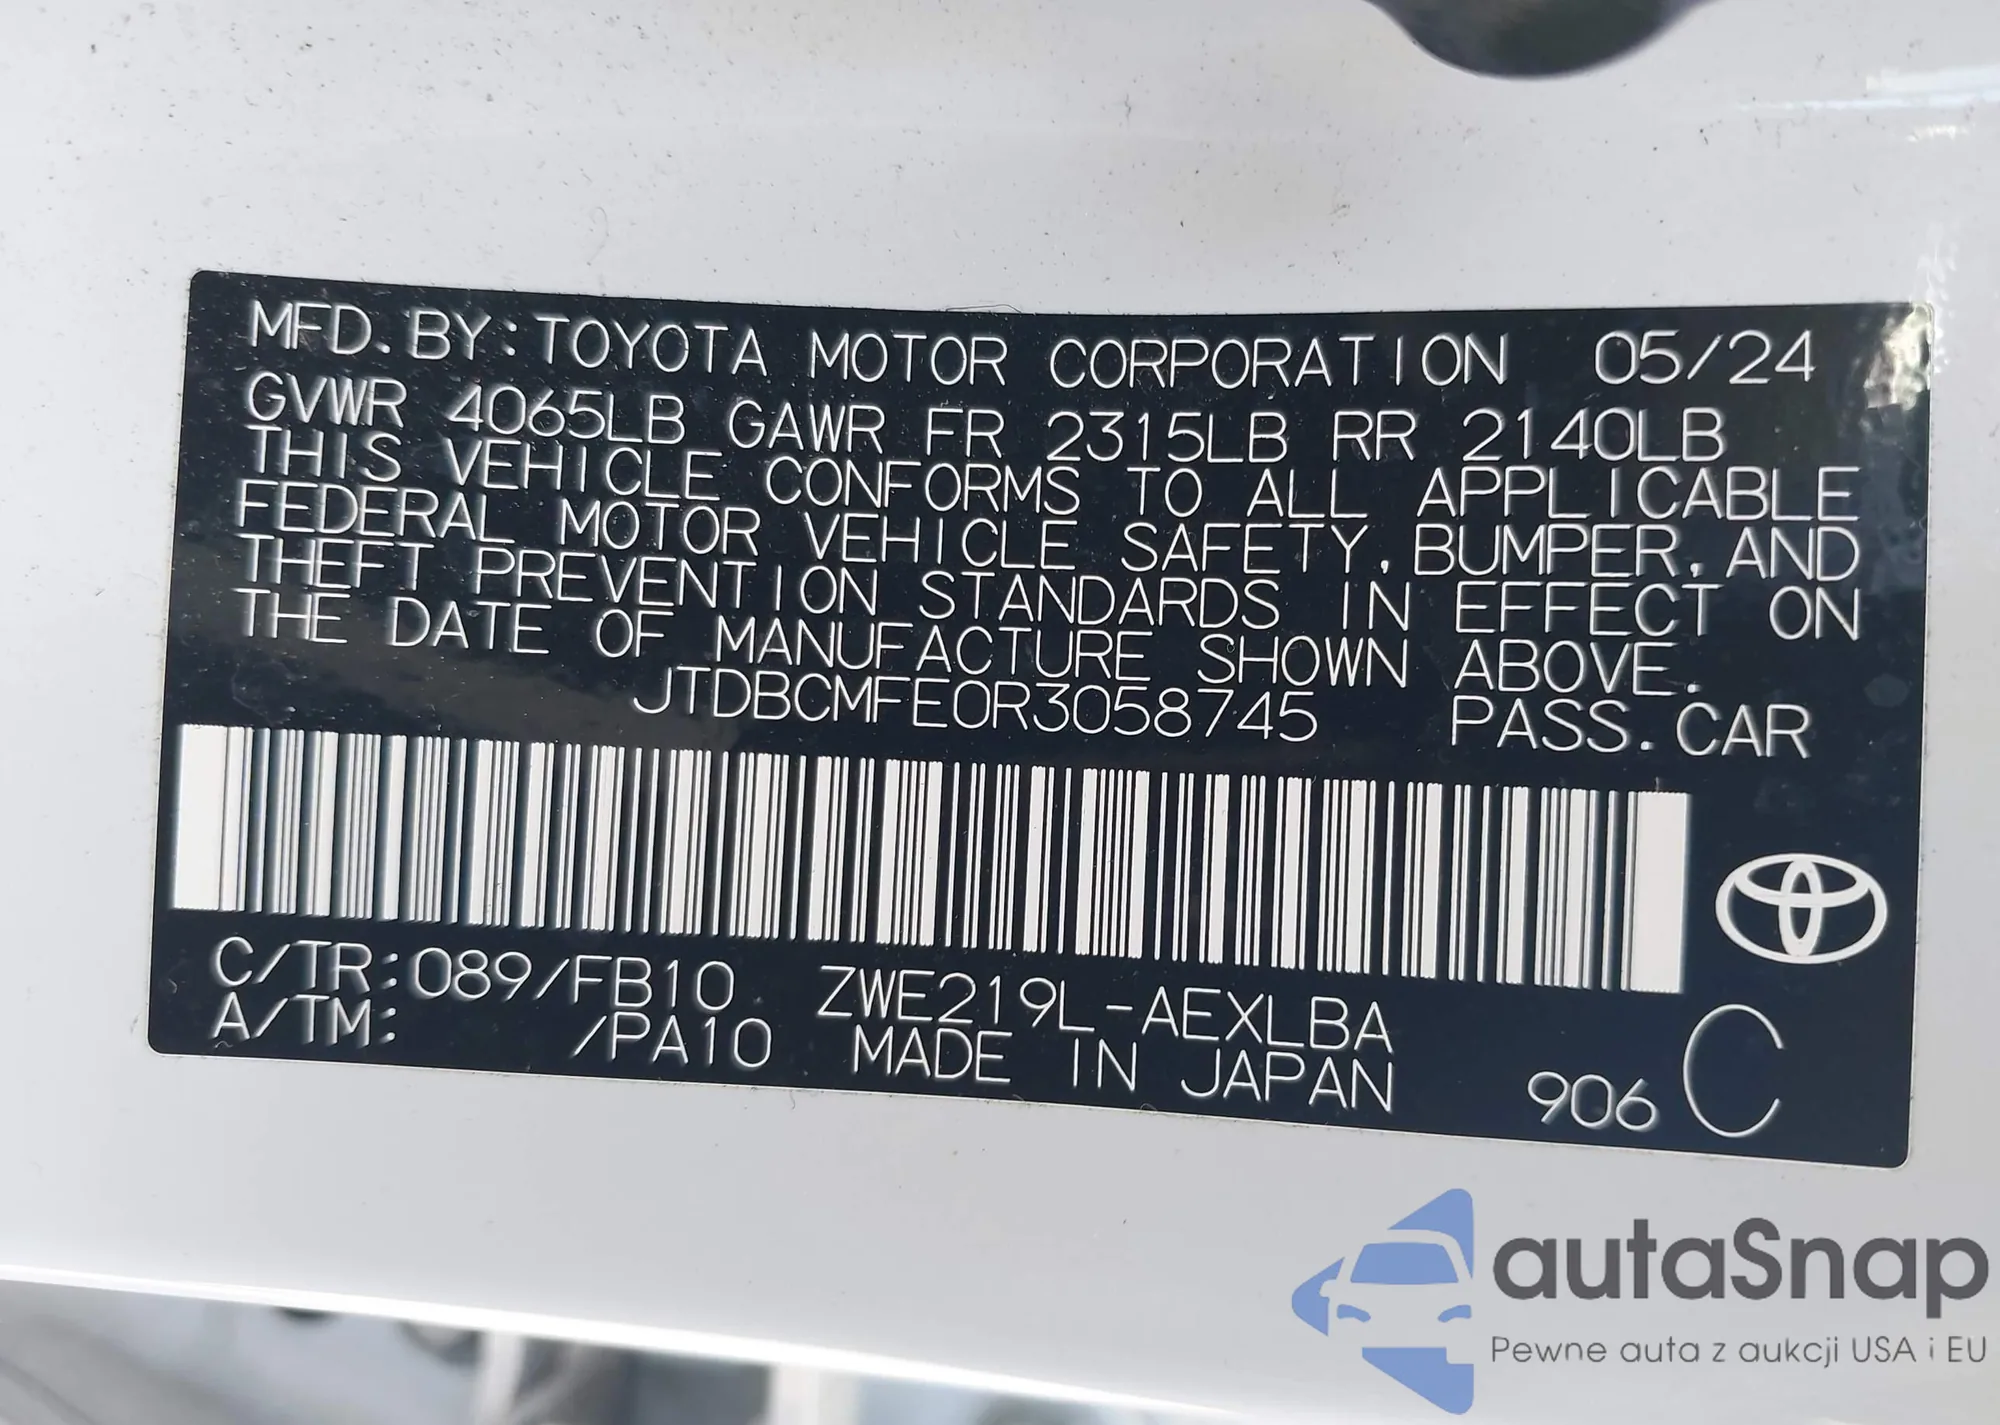 MFD. BY: TOYOTA MOTOR CORPORATION 05/24
GVWR 4065LB GAWR FR 2315LB RR 2140LB
THIS VEHICLE CONFORMS TO ALL APPLICABLE
FEDERAL MOTOR VEHICLE SAFETY, BUMPER, AND
THEFT PREVENTION STANDARDS IN EFFECT ON
THE DATE OF MANUFACTURE SHOWN ABOVE.
JTDBCMFE0R3058745 PASS. CAR
C/TR: 089/FB10 ZWE219L-AEXLBA
A/TM: /PA10 MADE IN JAPAN 906 C
autaSnap
Pewne auta z aukcji USA i EU